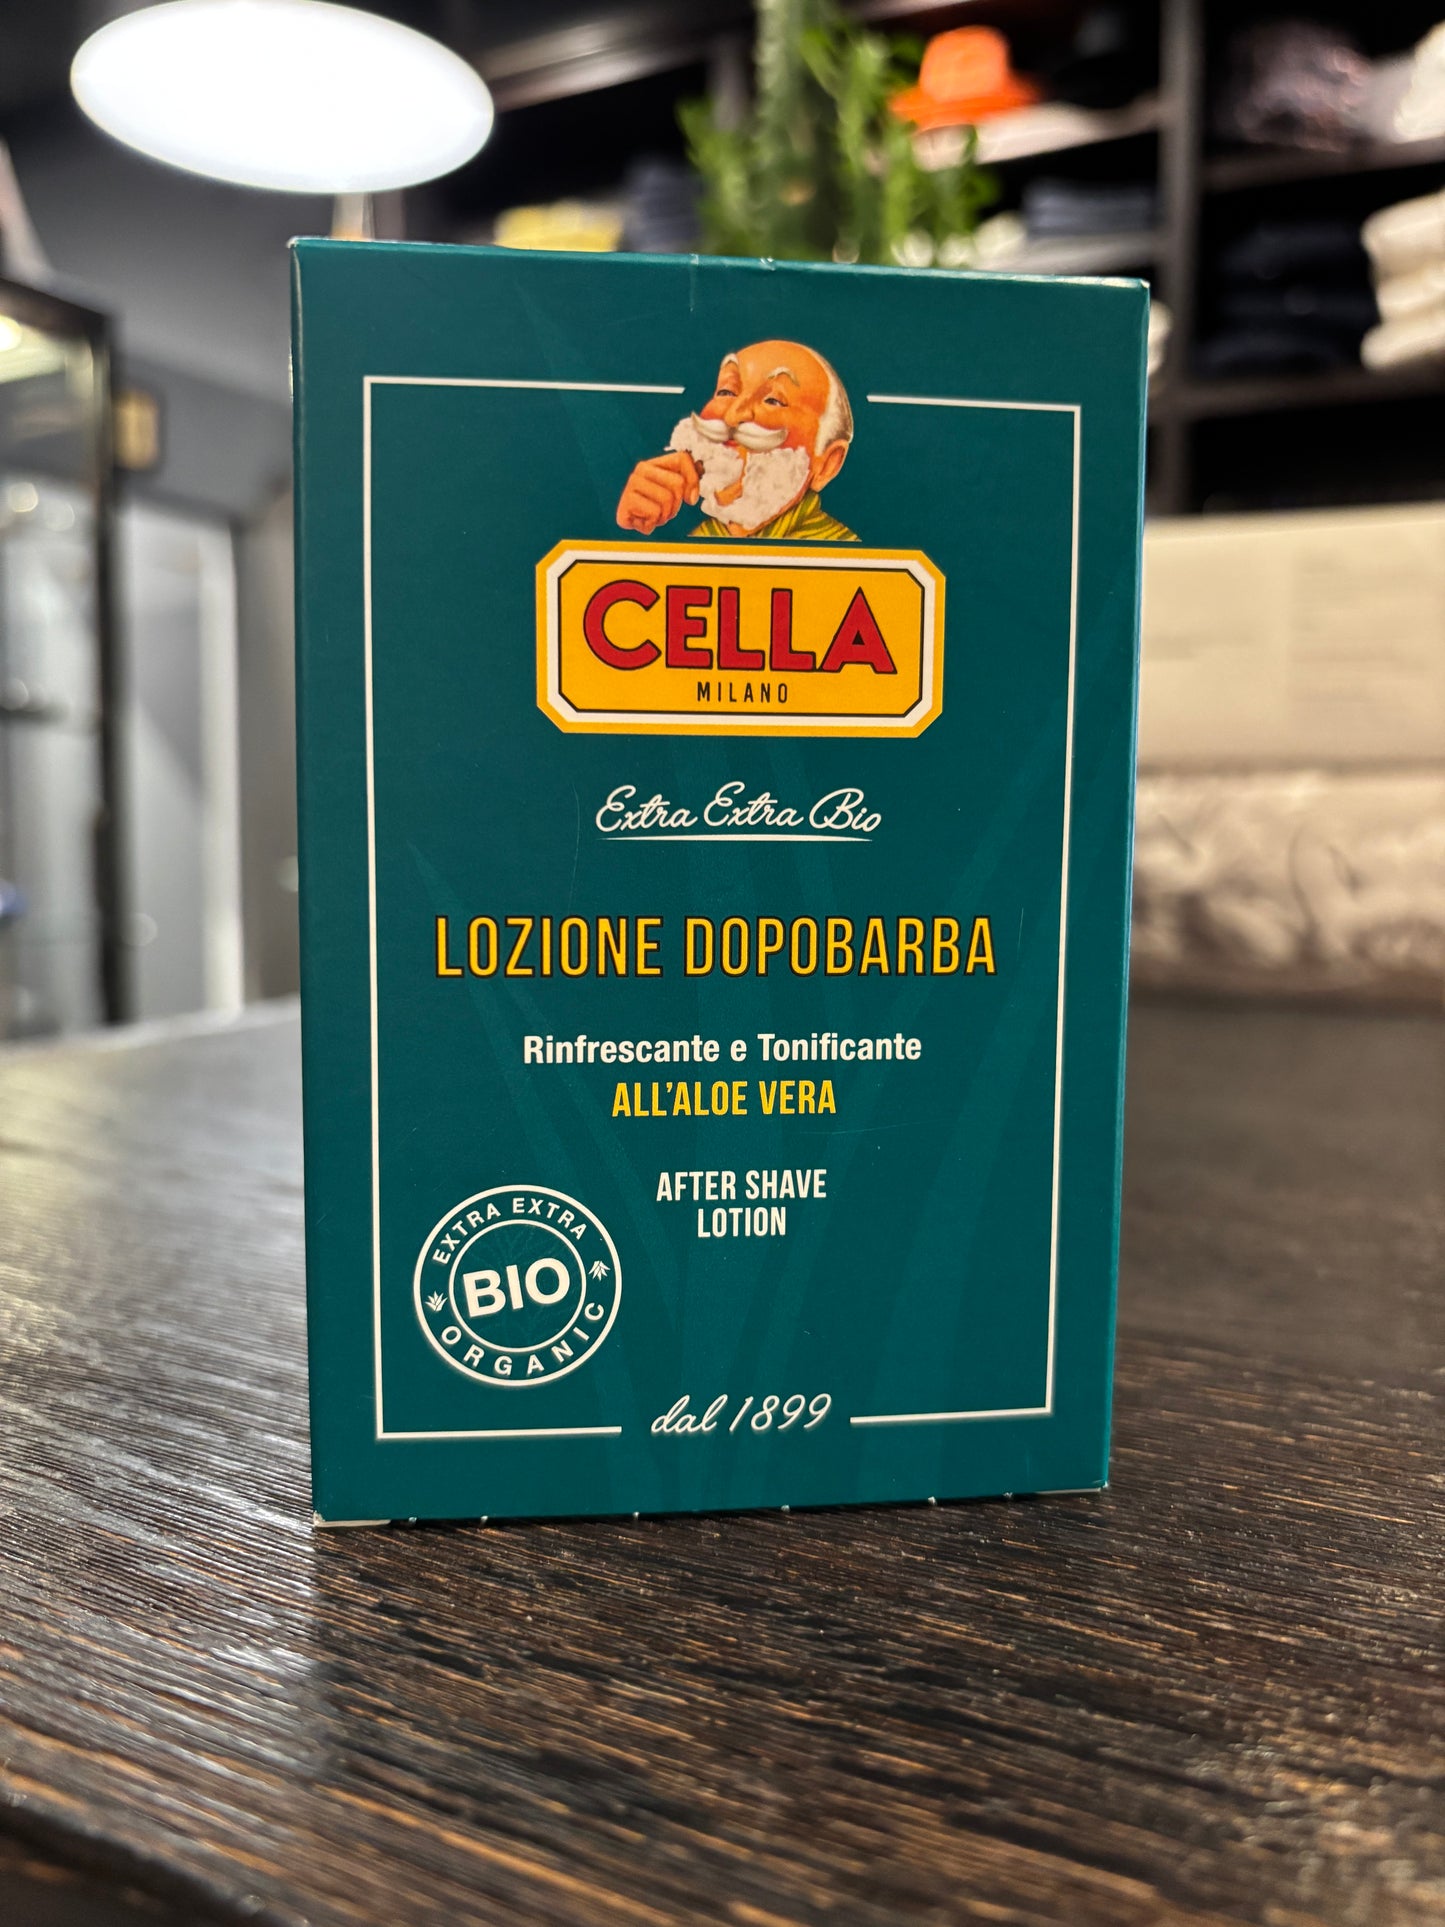 CELLA
MILANO
Extra Extra Bio
LOZIONE DOPOBARBA
Rinfrescante e Tonificante
ALL'ALOE VERA
AFTER SHAVE
LOTION
EXTRA EXTRA
BIO
ORGANIC
dal 1899